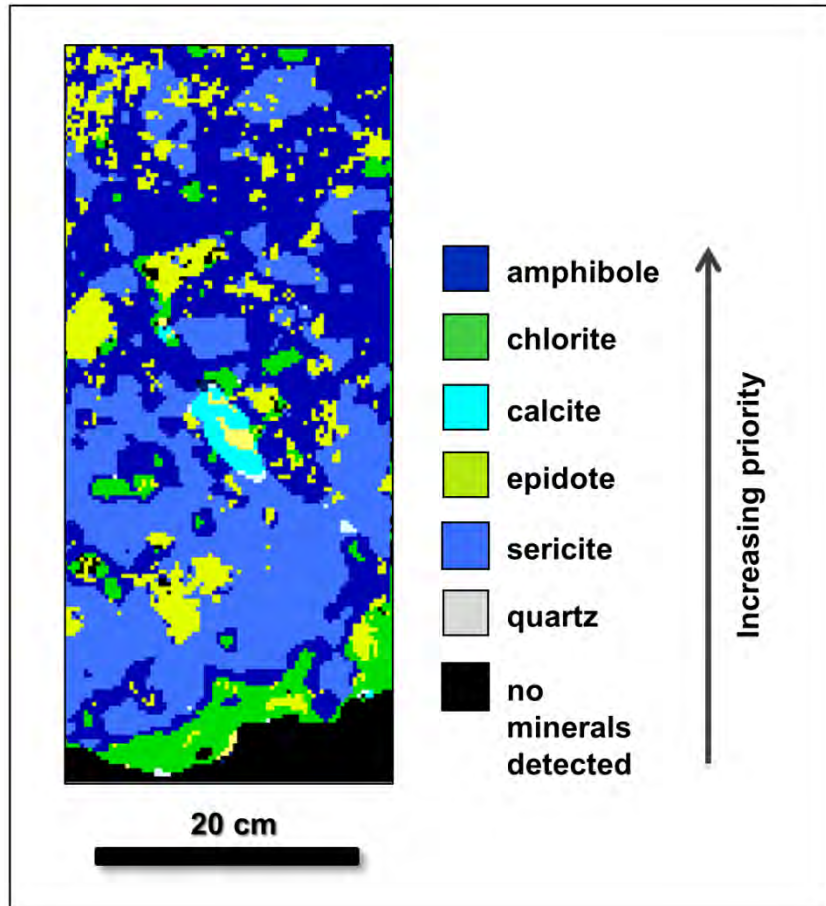 amphibole
chlorite
calcite
epidote
sericite
quartz
no
minerals
detected
Increasing priority
20 cm